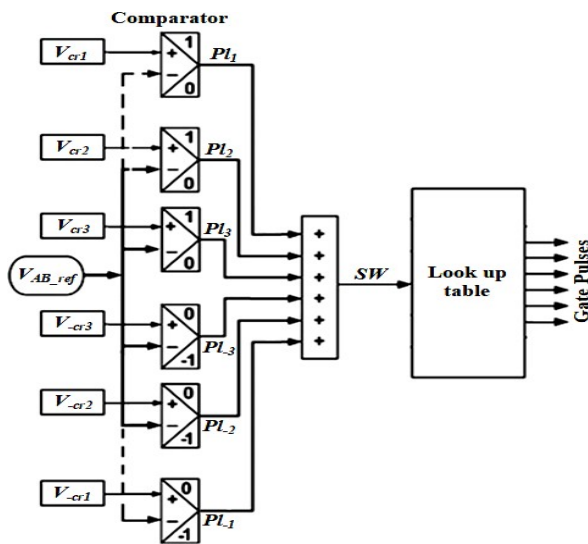 Comparator
V_cr1
+
−
1
0
Pl_1
V_cr2
+
−
1
0
Pl_2
V_cr3
+
−
1
0
Pl_3
V_AB_ref
V_-cr3
+
−
0
-1
Pl_-3
V_-cr2
+
−
0
-1
Pl_-2
V_-cr1
+
−
0
-1
Pl_-1
+
+
+
+
+
+
SW
Look up
table
Gate Pulses